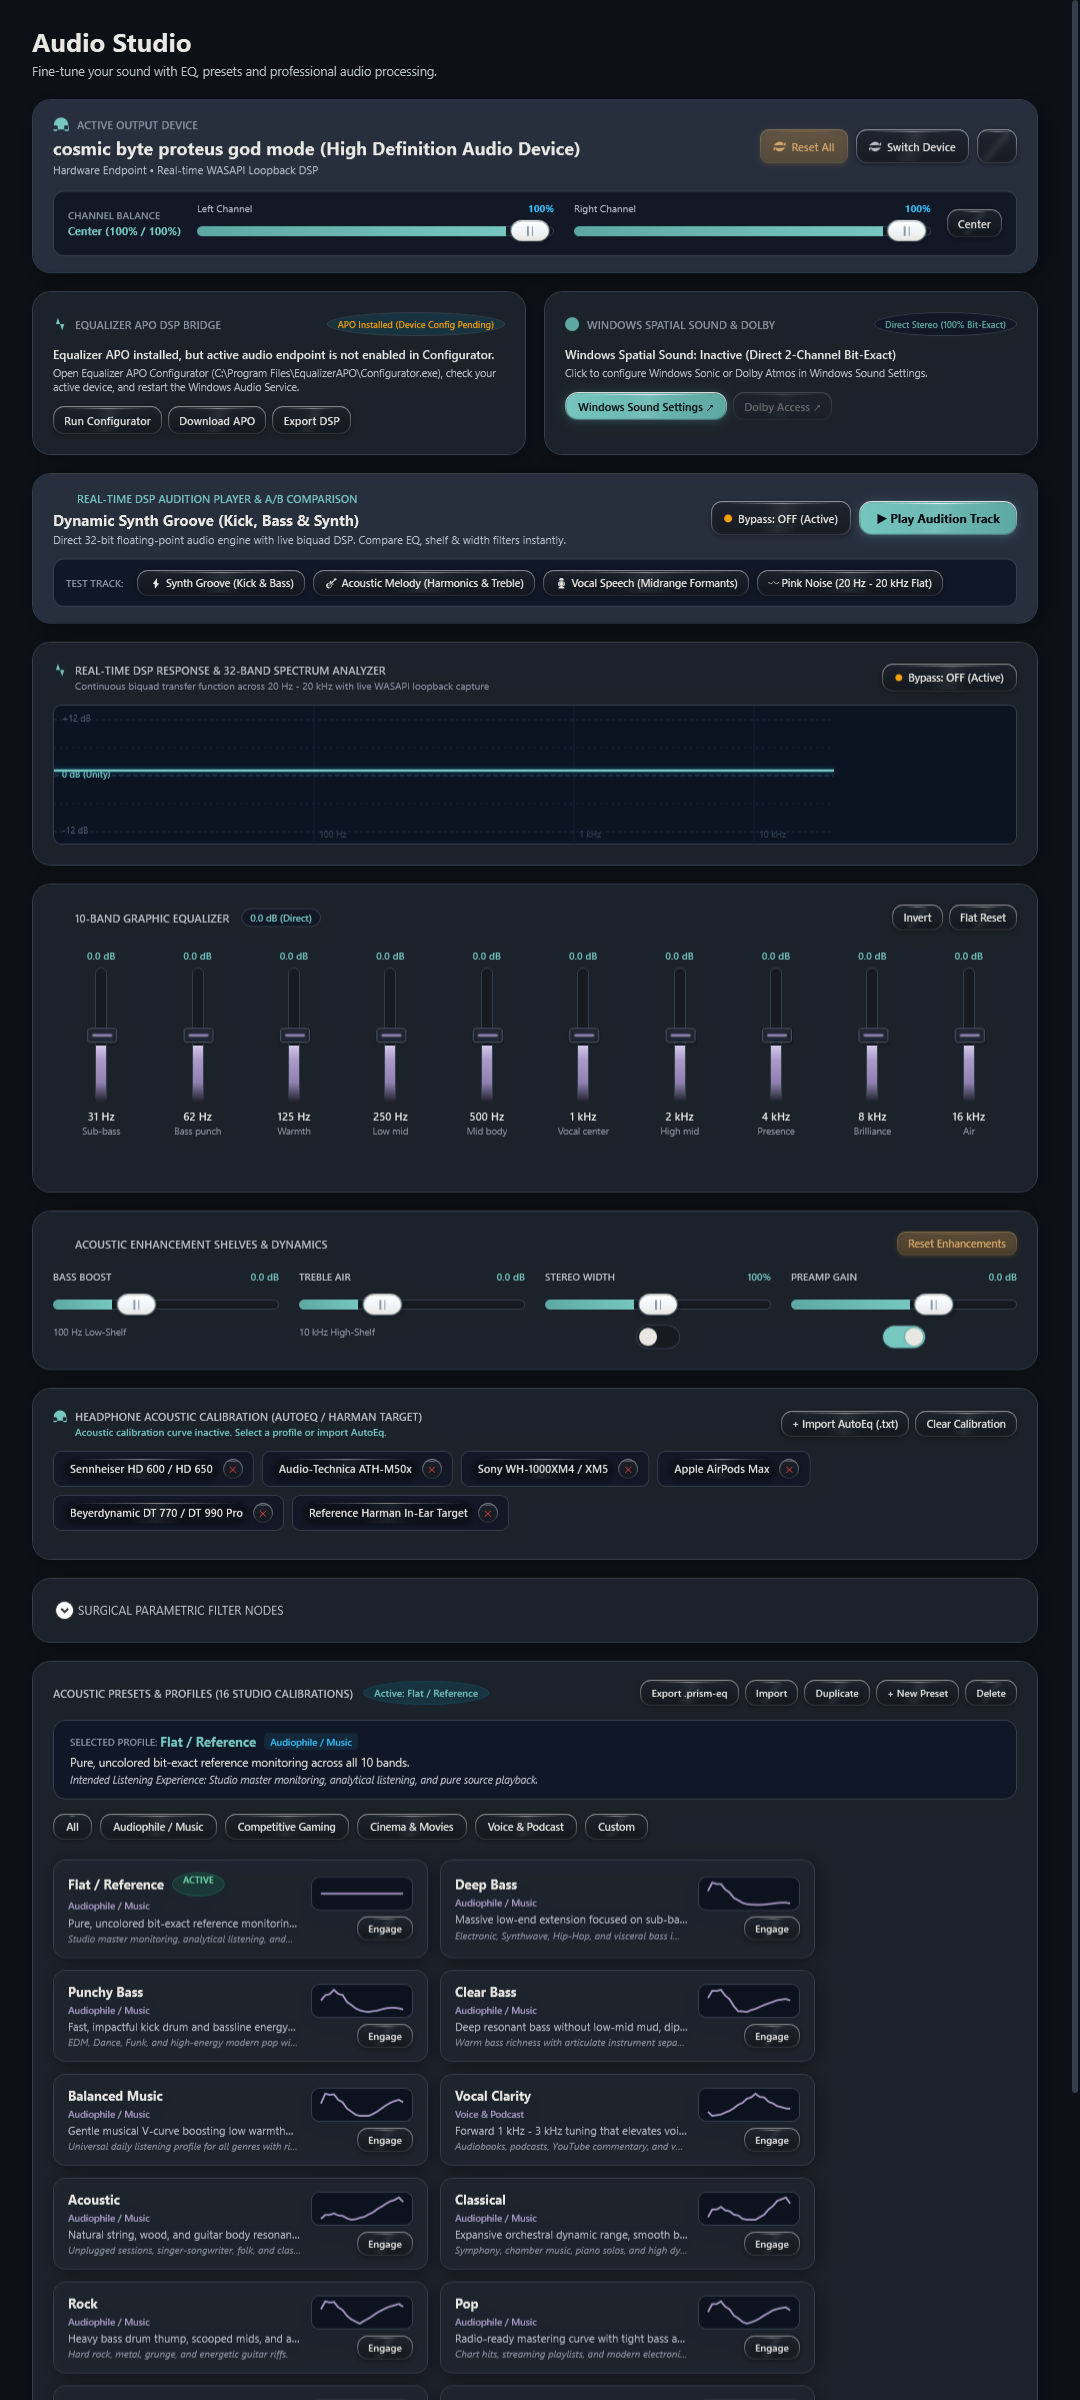 Audio Studio
Fine-tune your sound with EQ, presets and professional audio processing.
ACTIVE OUTPUT DEVICE
cosmic byte proteus god mode (High Definition Audio Device)
Hardware Endpoint • Real-time WASAPI Loopback DSP
Reset All
Switch Device
CHANNEL BALANCE
Center (100% / 100%)
Left Channel
100%
Right Channel
100%
Center
EQUALIZER APO DSP BRIDGE
APO Installed (Device Config Pending)
Equalizer APO installed, but active audio endpoint is not enabled in Configurator.
Open Equalizer APO Configurator (C:\Program Files\EqualizerAPO\Configurator.exe), check your
active device, and restart the Windows Audio Service.
Run Configurator
Download APO
Export DSP
WINDOWS SPATIAL SOUND & DOLBY
Direct Stereo (100% Bit-Exact)
Windows Spatial Sound: Inactive (Direct 2-Channel Bit-Exact)
Click to configure Windows Sonic or Dolby Atmos in Windows Sound Settings.
Windows Sound Settings ↗
Dolby Access ↗
REAL-TIME DSP AUDITION PLAYER & A/B COMPARISON
Dynamic Synth Groove (Kick, Bass & Synth)
Direct 32-bit floating-point audio engine with live biquad DSP. Compare EQ, shelf & width filters instantly.
Bypass: OFF (Active)
▶ Play Audition Track
TEST TRACK:
Synth Groove (Kick & Bass)
Acoustic Melody (Harmonics & Treble)
Vocal Speech (Midrange Formants)
Pink Noise (20 Hz - 20 kHz Flat)
REAL-TIME DSP RESPONSE & 32-BAND SPECTRUM ANALYZER
Continuous biquad transfer function across 20 Hz - 20 kHz with live WASAPI loopback capture
Bypass: OFF (Active)
+12 dB
0 dB (Unity)
-12 dB
100 Hz
1 kHz
10 kHz
10-BAND GRAPHIC EQUALIZER
0.0 dB (Direct)
Invert
Flat Reset
0.0 dB 0.0 dB 0.0 dB 0.0 dB 0.0 dB 0.0 dB 0.0 dB 0.0 dB 0.0 dB 0.0 dB
31 Hz 62 Hz 125 Hz 250 Hz 500 Hz 1 kHz 2 kHz 4 kHz 8 kHz 16 kHz
Sub-bass Bass punch Warmth Low mid Mid body Vocal center High mid Presence Brilliance Air
ACOUSTIC ENHANCEMENT SHELVES & DYNAMICS
Reset Enhancements
BASS BOOST 0.0 dB
TREBLE AIR 0.0 dB
STEREO WIDTH 100%
PREAMP GAIN 0.0 dB
100 Hz Low-Shelf
10 kHz High-Shelf
HEADPHONE ACOUSTIC CALIBRATION (AUTOEQ / HARMAN TARGET)
Acoustic calibration curve inactive. Select a profile or import AutoEq.
+ Import AutoEq (.txt)
Clear Calibration
Sennheiser HD 600 / HD 650
Audio-Technica ATH-M50x
Sony WH-1000XM4 / XM5
Apple AirPods Max
Beyerdynamic DT 770 / DT 990 Pro
Reference Harman In-Ear Target
SURGICAL PARAMETRIC FILTER NODES
ACOUSTIC PRESETS & PROFILES (16 STUDIO CALIBRATIONS)
Active: Flat / Reference
Export .prism-eq
Import
Duplicate
+ New Preset
Delete
SELECTED PROFILE: Flat / Reference
Audiophile / Music
Pure, uncolored bit-exact reference monitoring across all 10 bands.
Intended Listening Experience: Studio master monitoring, analytical listening, and pure source playback.
All
Audiophile / Music
Competitive Gaming
Cinema & Movies
Voice & Podcast
Custom
Flat / Reference
ACTIVE
Audiophile / Music
Pure, uncolored bit-exact reference monitorin...
Studio master monitoring, analytical listening, and...
Engage
Deep Bass
Audiophile / Music
Massive low-end extension focused on sub-ba...
Electronic, Synthwave, Hip-Hop, and visceral bass l...
Engage
Punchy Bass
Audiophile / Music
Fast, impactful kick drum and bassline energy...
EDM, Dance, Funk, and high-energy modern pop wi...
Engage
Clear Bass
Audiophile / Music
Deep resonant bass without low-mid mud, dip...
Warm bass richness with articulate instrument sepa...
Engage
Balanced Music
Audiophile / Music
Gentle musical V-curve boosting low warmth...
Universal daily listening profile for all genres with ri...
Engage
Vocal Clarity
Voice & Podcast
Forward 1 kHz - 3 kHz tuning that elevates voi...
Audiobooks, podcasts, YouTube commentary, and v...
Engage
Acoustic
Audiophile / Music
Natural string, wood, and guitar body resonan...
Unplugged sessions, singer-songwriter, folk, and clas...
Engage
Classical
Audiophile / Music
Expansive orchestral dynamic range, smooth b...
Symphony, chamber music, piano solos, and high dy...
Engage
Rock
Audiophile / Music
Heavy bass drum thump, scooped mids, and a...
Hard rock, metal, grunge, and energetic guitar riffs.
Engage
Pop
Audiophile / Music
Radio-ready mastering curve with tight bass a...
Chart hits, streaming playlists, and modern electroni...
Engage